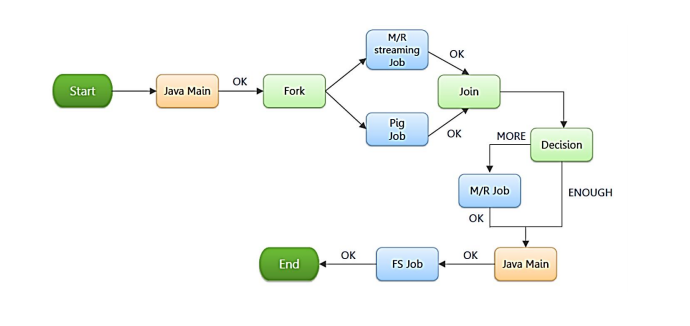 Start
Java Main
OK
Fork
M/R
streaming
Job
OK
Pig
Job
OK
Join
Decision
MORE
M/R Job
OK
ENOUGH
Java Main
OK
FS Job
OK
End